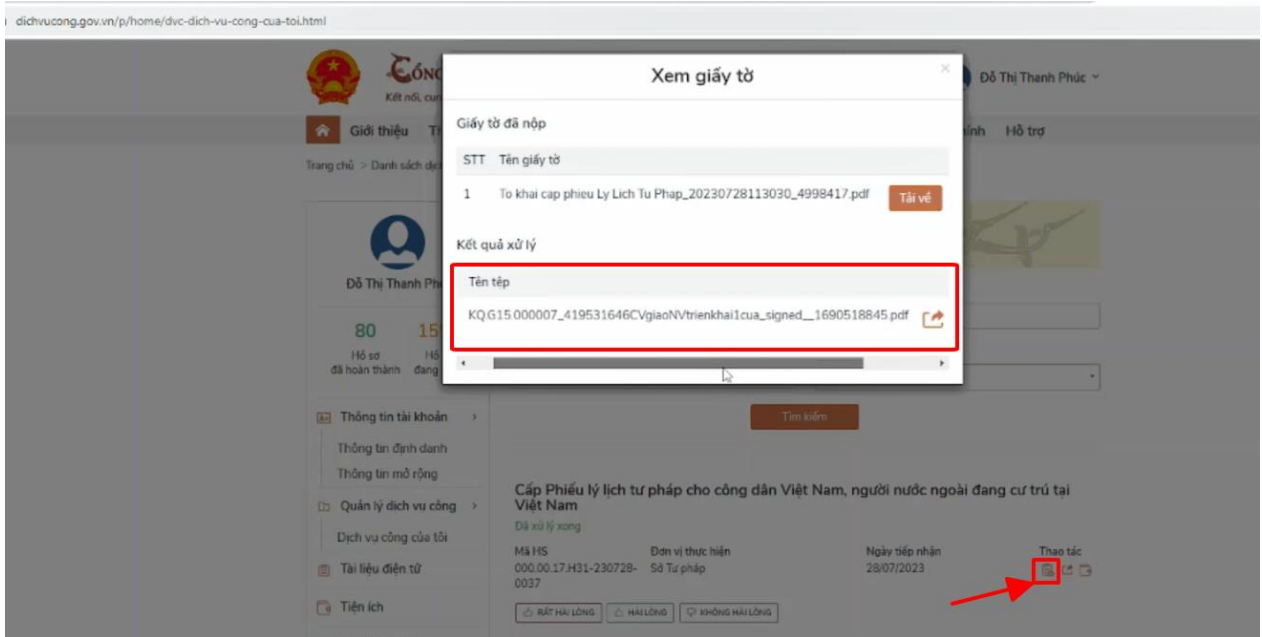 dichvucong.gov.vn/p/home/dvc-dich-vu-cong-cua-toi.html
CỔNG
Kết nối, cun
Đỗ Thị Thanh Phúc
Giới thiệu
Hỗ trợ
Trang chủ > Danh sách dịch
Xem giấy tờ
×
Giấy tờ đã nộp
STT Tên giấy tờ
1 To khai cap phieu Ly Lich Tu Phap_20230728113030_4998417.pdf Tải về
Kết quả xử lý
Tên tệp
KQ.G15.000007_419531646CVgiaoNVtrienkhai1cua_signed__1690518845.pdf
Đỗ Thị Thanh Ph
80 15
Hồ sơ Hồ
đã hoàn thành đang
Thông tin tài khoản
Thông tin định danh
Thông tin mở rộng
Quản lý dịch vụ công
Dịch vụ công của tôi
Tài liệu điện tử
Tiện ích
Tìm kiếm
Cấp Phiếu lý lịch tư pháp cho công dân Việt Nam, người nước ngoài đang cư trú tại
Việt Nam
Đã xử lý xong
Mã HS Đơn vị thực hiện Ngày tiếp nhận Thao tác
000.00.17.H31-230728- Sở Tư pháp 28/07/2023
0037
RẤT HÀI LÒNG HÀI LÒNG KHÔNG HÀI LÒNG